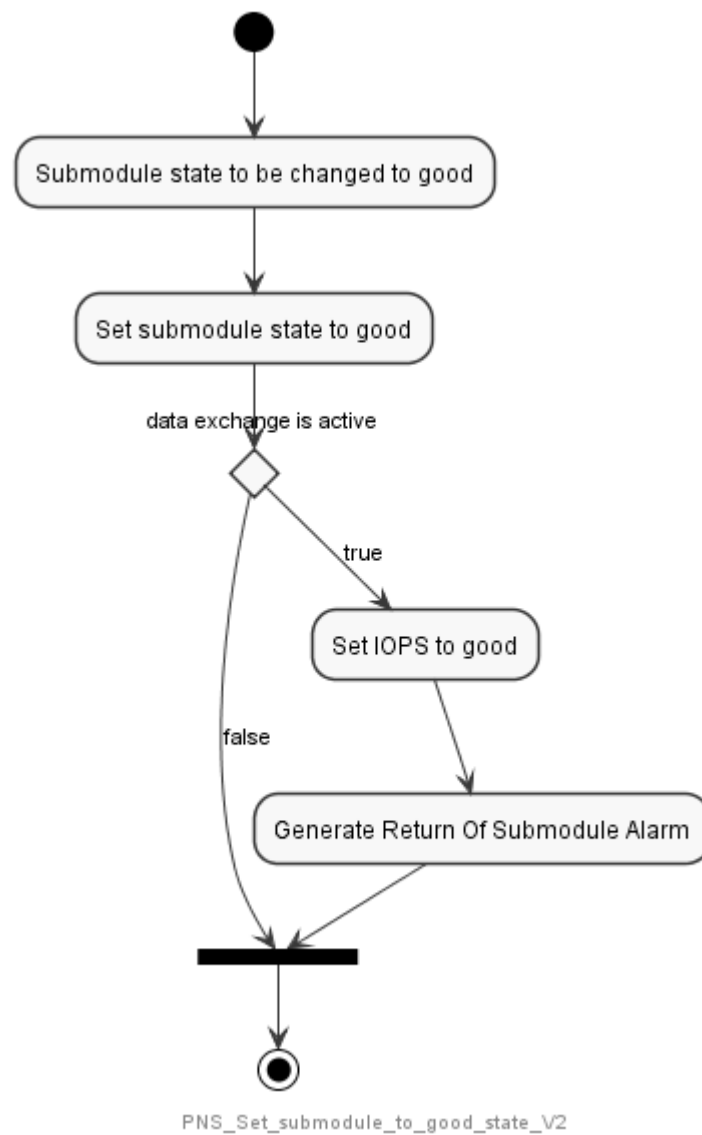 Submodule state to be changed to good
Set submodule state to good
data exchange is active
true
Set IOPS to good
false
Generate Return Of Submodule Alarm
PNS_Set_submodule_to_good_state_V2